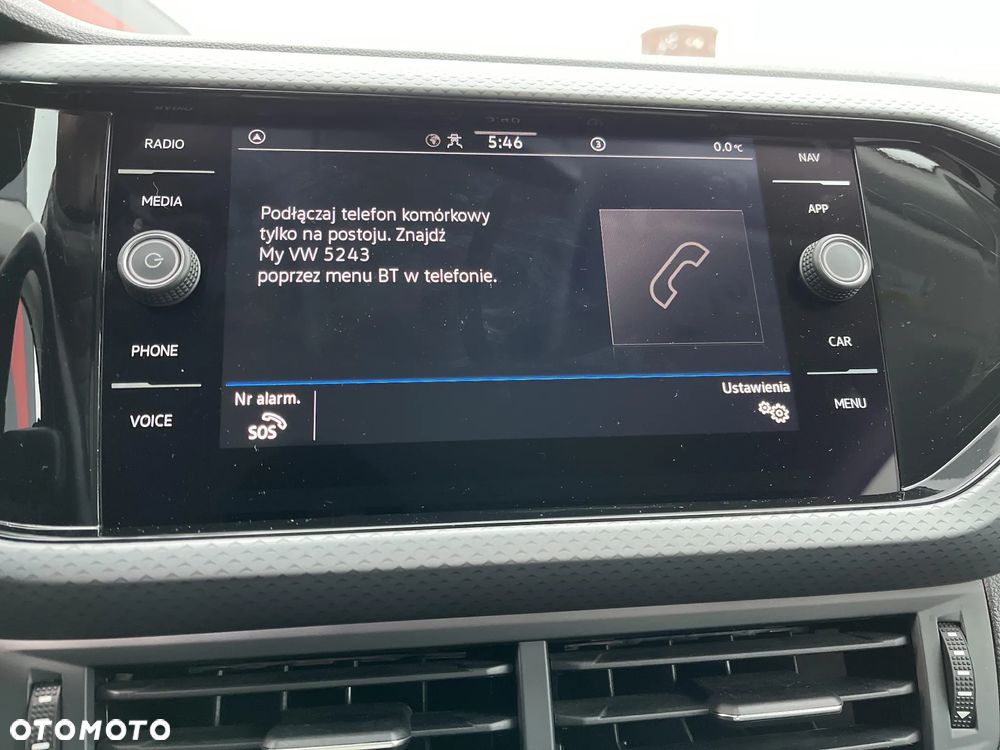 RADIO
MEDIA
PHONE
VOICE
5:46
3
0.0°C
Podłączaj telefon komórkowy
tylko na postoju. Znajdź
My VW 5243
poprzez menu BT w telefonie.
Nr alarm.
SOS
Ustawienia
NAV
APP
CAR
MENU
OTOMOTO